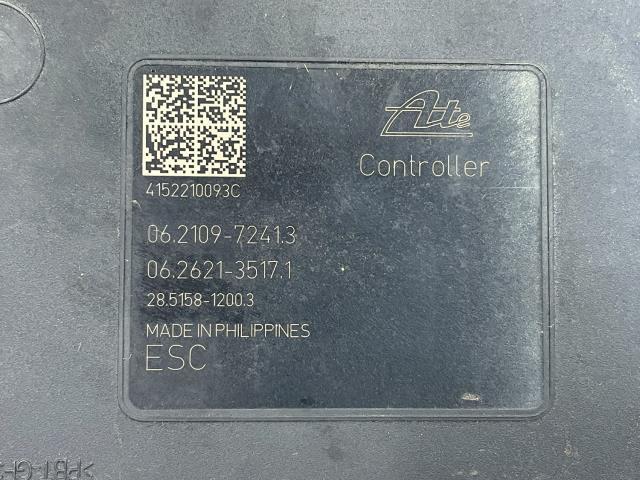 Ate
Controller
4152210093C
06.2109-7241.3
06.2621-3517.1
28.5158-1200.3
MADE IN PHILIPPINES
ESC